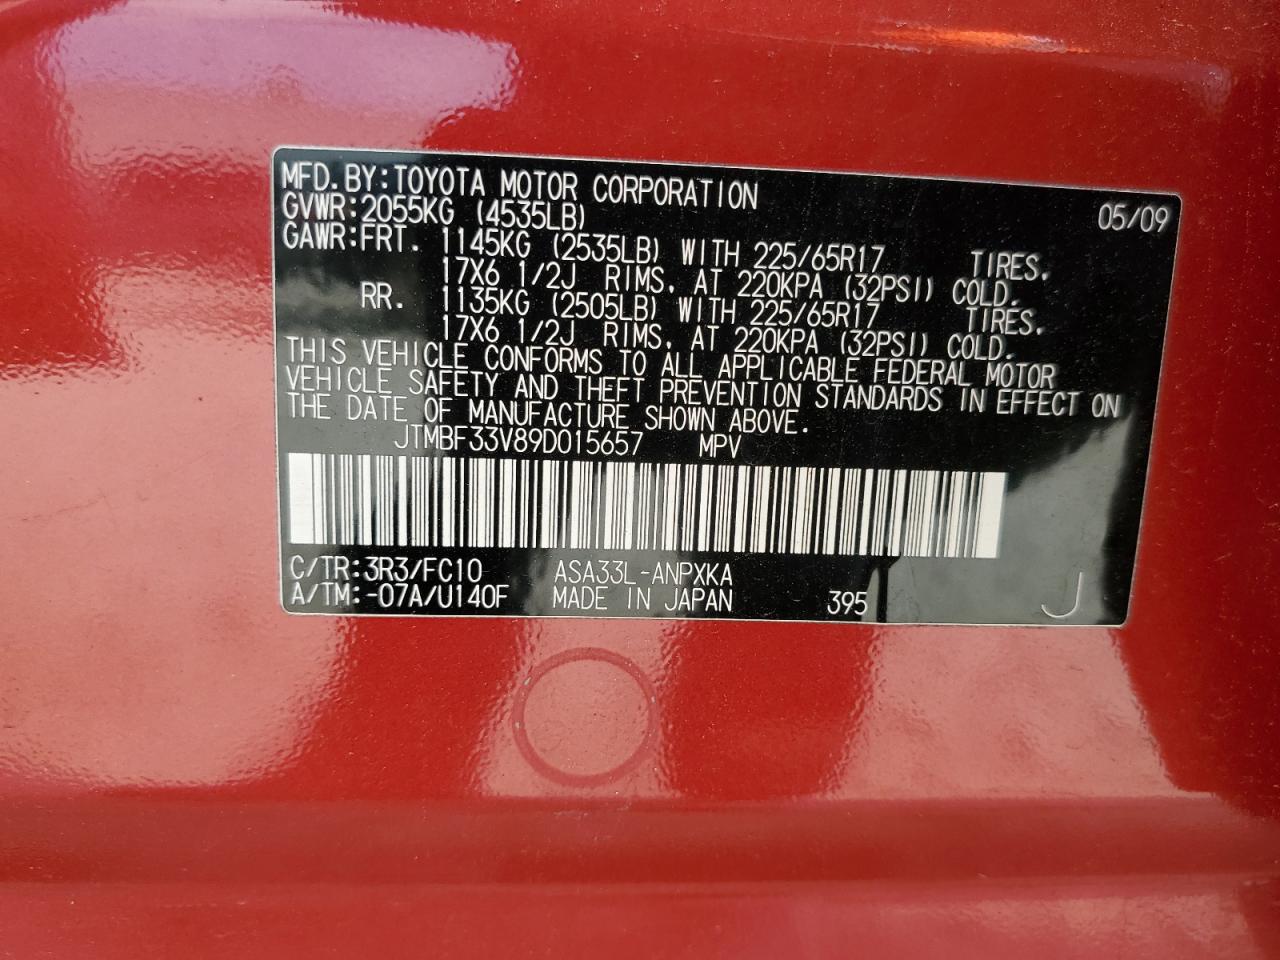 MFD.BY:TOYOTA MOTOR CORPORATION 05/09
GVWR:2055KG (4535LB)
GAWR:FRT. 1145KG (2535LB) WITH 225/65R17 TIRES.
17X6 1/2J RIMS, AT 220KPA (32PSI) COLD.
RR. 1135KG (2505LB) WITH 225/65R17 TIRES.
17X6 1/2J RIMS, AT 220KPA (32PSI) COLD.
THIS VEHICLE CONFORMS TO ALL APPLICABLE FEDERAL MOTOR
VEHICLE SAFETY AND THEFT PREVENTION STANDARDS IN EFFECT ON
THE DATE OF MANUFACTURE SHOWN ABOVE.
JTMBF33V89D015657 MPV
C/TR:3R3/FC10 ASA33L-ANPXKA
A/TM:-07A/U140F MADE IN JAPAN 395 J